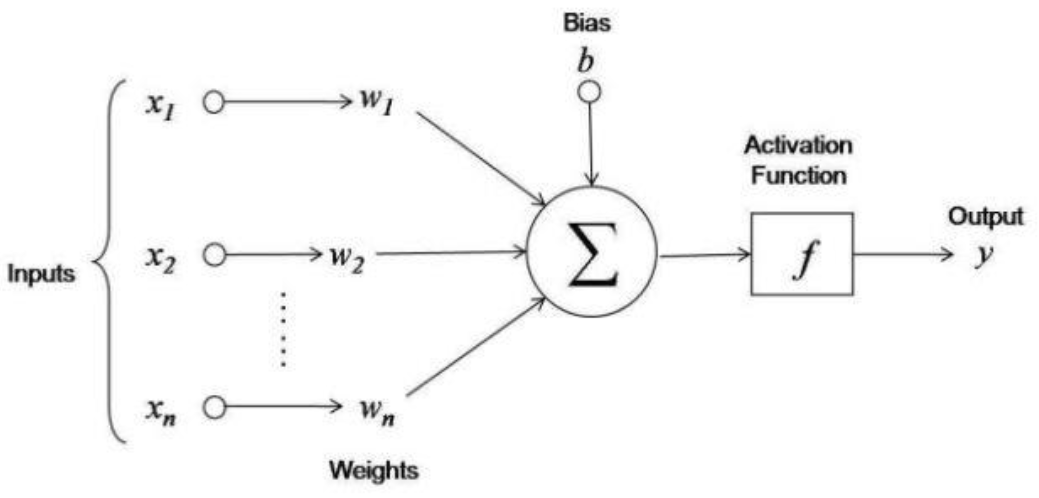 Bias
b
x1
w1
Activation
Function
Output
Inputs
x2
w2
Σ
f
y
xn
wn
Weights